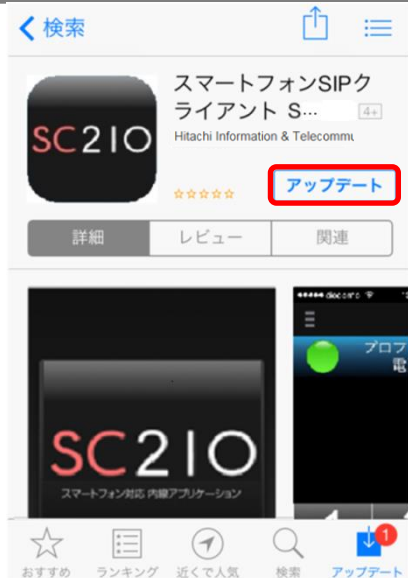 検索
スマートフォンSIPク
ライアント S…
4+
Hitachi Information & Telecommu
SC210
アップデート
詳細
レビュー
関連
docomo
プロフ
電
SC210
スマートフォン対応 内線アプリケーション
1
おすすめ
ランキング
近くで人気
検索
アップデート